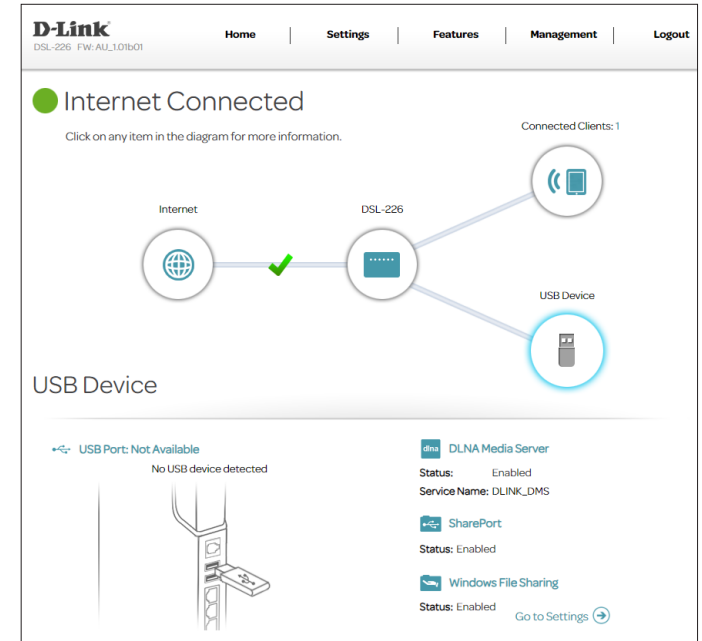 D-Link
DSL-226 FW: AU_1.01b01
Home
Settings
Features
Management
Logout
Internet Connected
Click on any item in the diagram for more information.
Connected Clients: 1
Internet
DSL-226
USB Device
USB Device
USB Port: Not Available
No USB device detected
dlna DLNA Media Server
Status: Enabled
Service Name: DLINK_DMS
SharePort
Status: Enabled
Windows File Sharing
Status: Enabled
Go to Settings